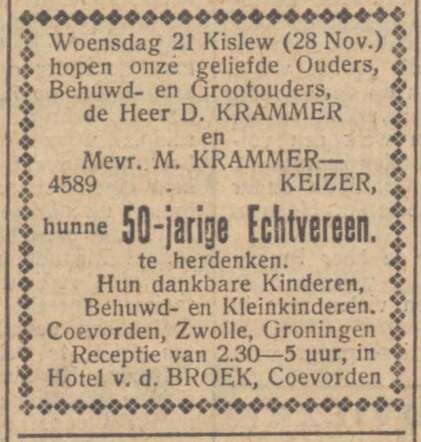 Woensdag 21 Kislew (28 Nov.)
hopen onze geliefde Ouders,
Behuwd- en Grootouders,
de Heer D. KRAMMER
en
Mevr. M. KRAMMER—
4589 KEIZER,
hunne 50-jarige Echtvereen.
te herdenken.
Hun dankbare Kinderen,
Behuwd- en Kleinkinderen.
Coevorden, Zwolle, Groningen
Receptie van 2.30—5 uur, in
Hotel v. d. BROEK, Coevorden